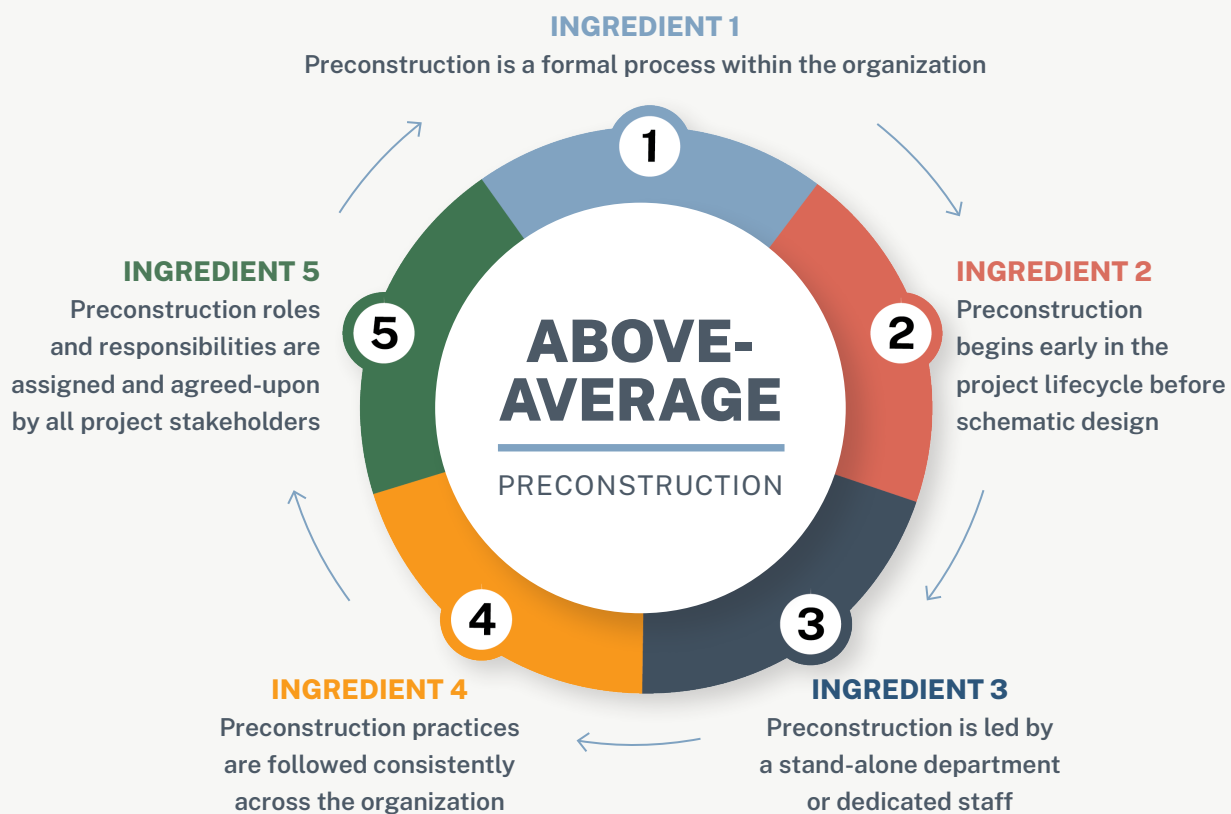 INGREDIENT 1
Preconstruction is a formal process within the organization
1
INGREDIENT 2
Preconstruction
begins early in the
project lifecycle before
schematic design
2
INGREDIENT 3
Preconstruction is led by
a stand-alone department
or dedicated staff
3
INGREDIENT 4
Preconstruction practices
are followed consistently
across the organization
4
INGREDIENT 5
Preconstruction roles
and responsibilities are
assigned and agreed-upon
by all project stakeholders
5
ABOVE-
AVERAGE
PRECONSTRUCTION